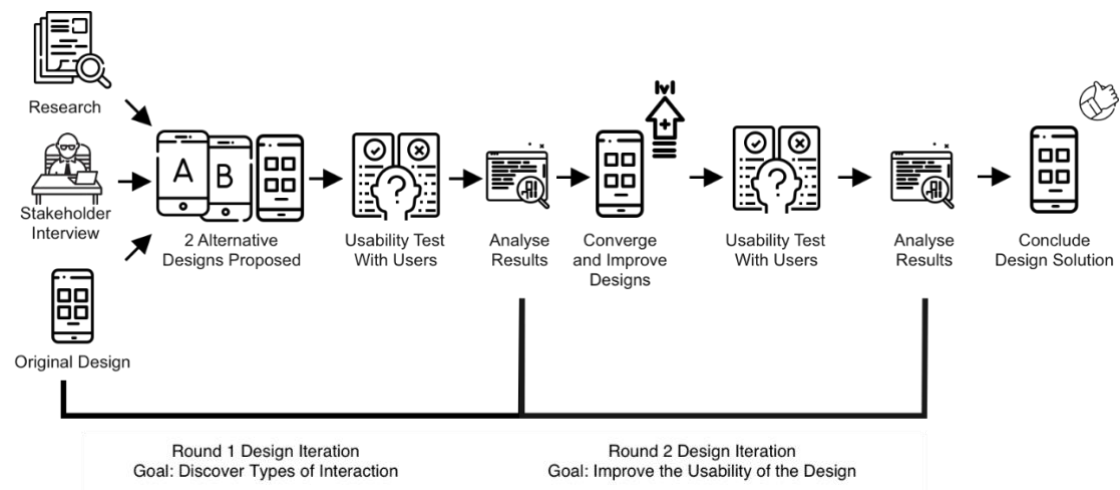 Research
Stakeholder
Interview
Original Design
A
B
2 Alternative
Designs Proposed
?
Usability Test
With Users
Analyse
Results
lvl
+
Converge
and Improve
Designs
?
Usability Test
With Users
Analyse
Results
Conclude
Design Solution
Round 1 Design Iteration
Goal: Discover Types of Interaction
Round 2 Design Iteration
Goal: Improve the Usability of the Design